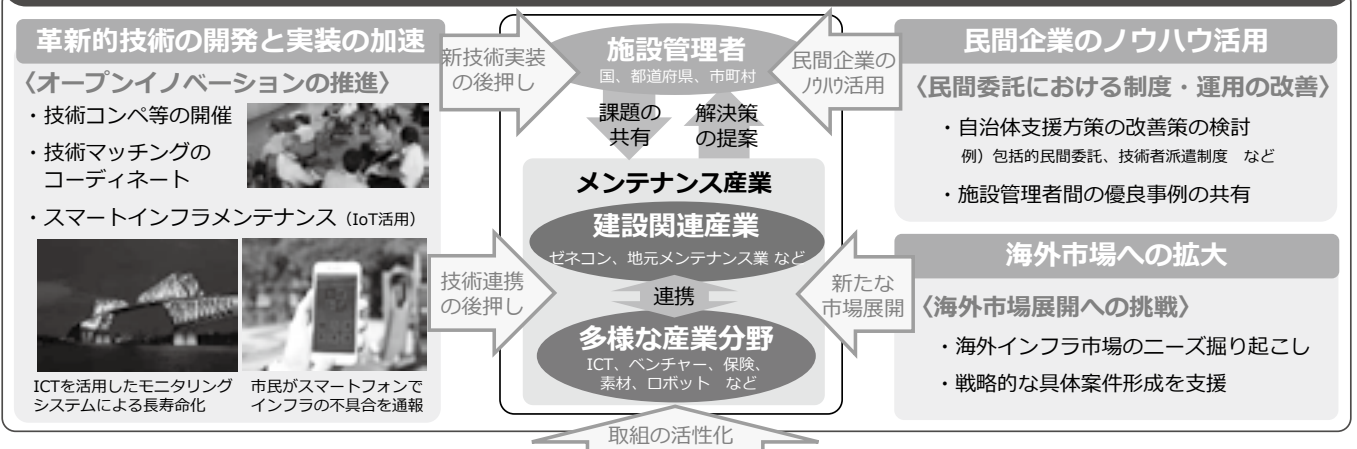 革新的技術の開発と実装の加速
〈オープンイノベーションの推進〉
・技術コンペ等の開催
・技術マッチングの
コーディネート
・スマートインフラメンテナンス（IoT活用）
ICTを活用したモニタリング
システムによる長寿命化
市民がスマートフォンで
インフラの不具合を通報
新技術実装
の後押し
技術連携
の後押し
施設管理者
国、都道府県、市町村
課題の
共有
解決策
の提案
メンテナンス産業
建設関連産業
ゼネコン、地元メンテナンス業 など
連携
多様な産業分野
ICT、ベンチャー、保険、
素材、ロボット など
取組の活性化
民間企業の
ﾉｳﾊｳ活用
新たな
市場展開
民間企業のノウハウ活用
〈民間委託における制度・運用の改善〉
・自治体支援方策の改善策の検討
例）包括的民間委託、技術者派遣制度 など
・施設管理者間の優良事例の共有
海外市場への拡大
〈海外市場展開への挑戦〉
・海外インフラ市場のニーズ掘り起こし
・戦略的な具体案件形成を支援